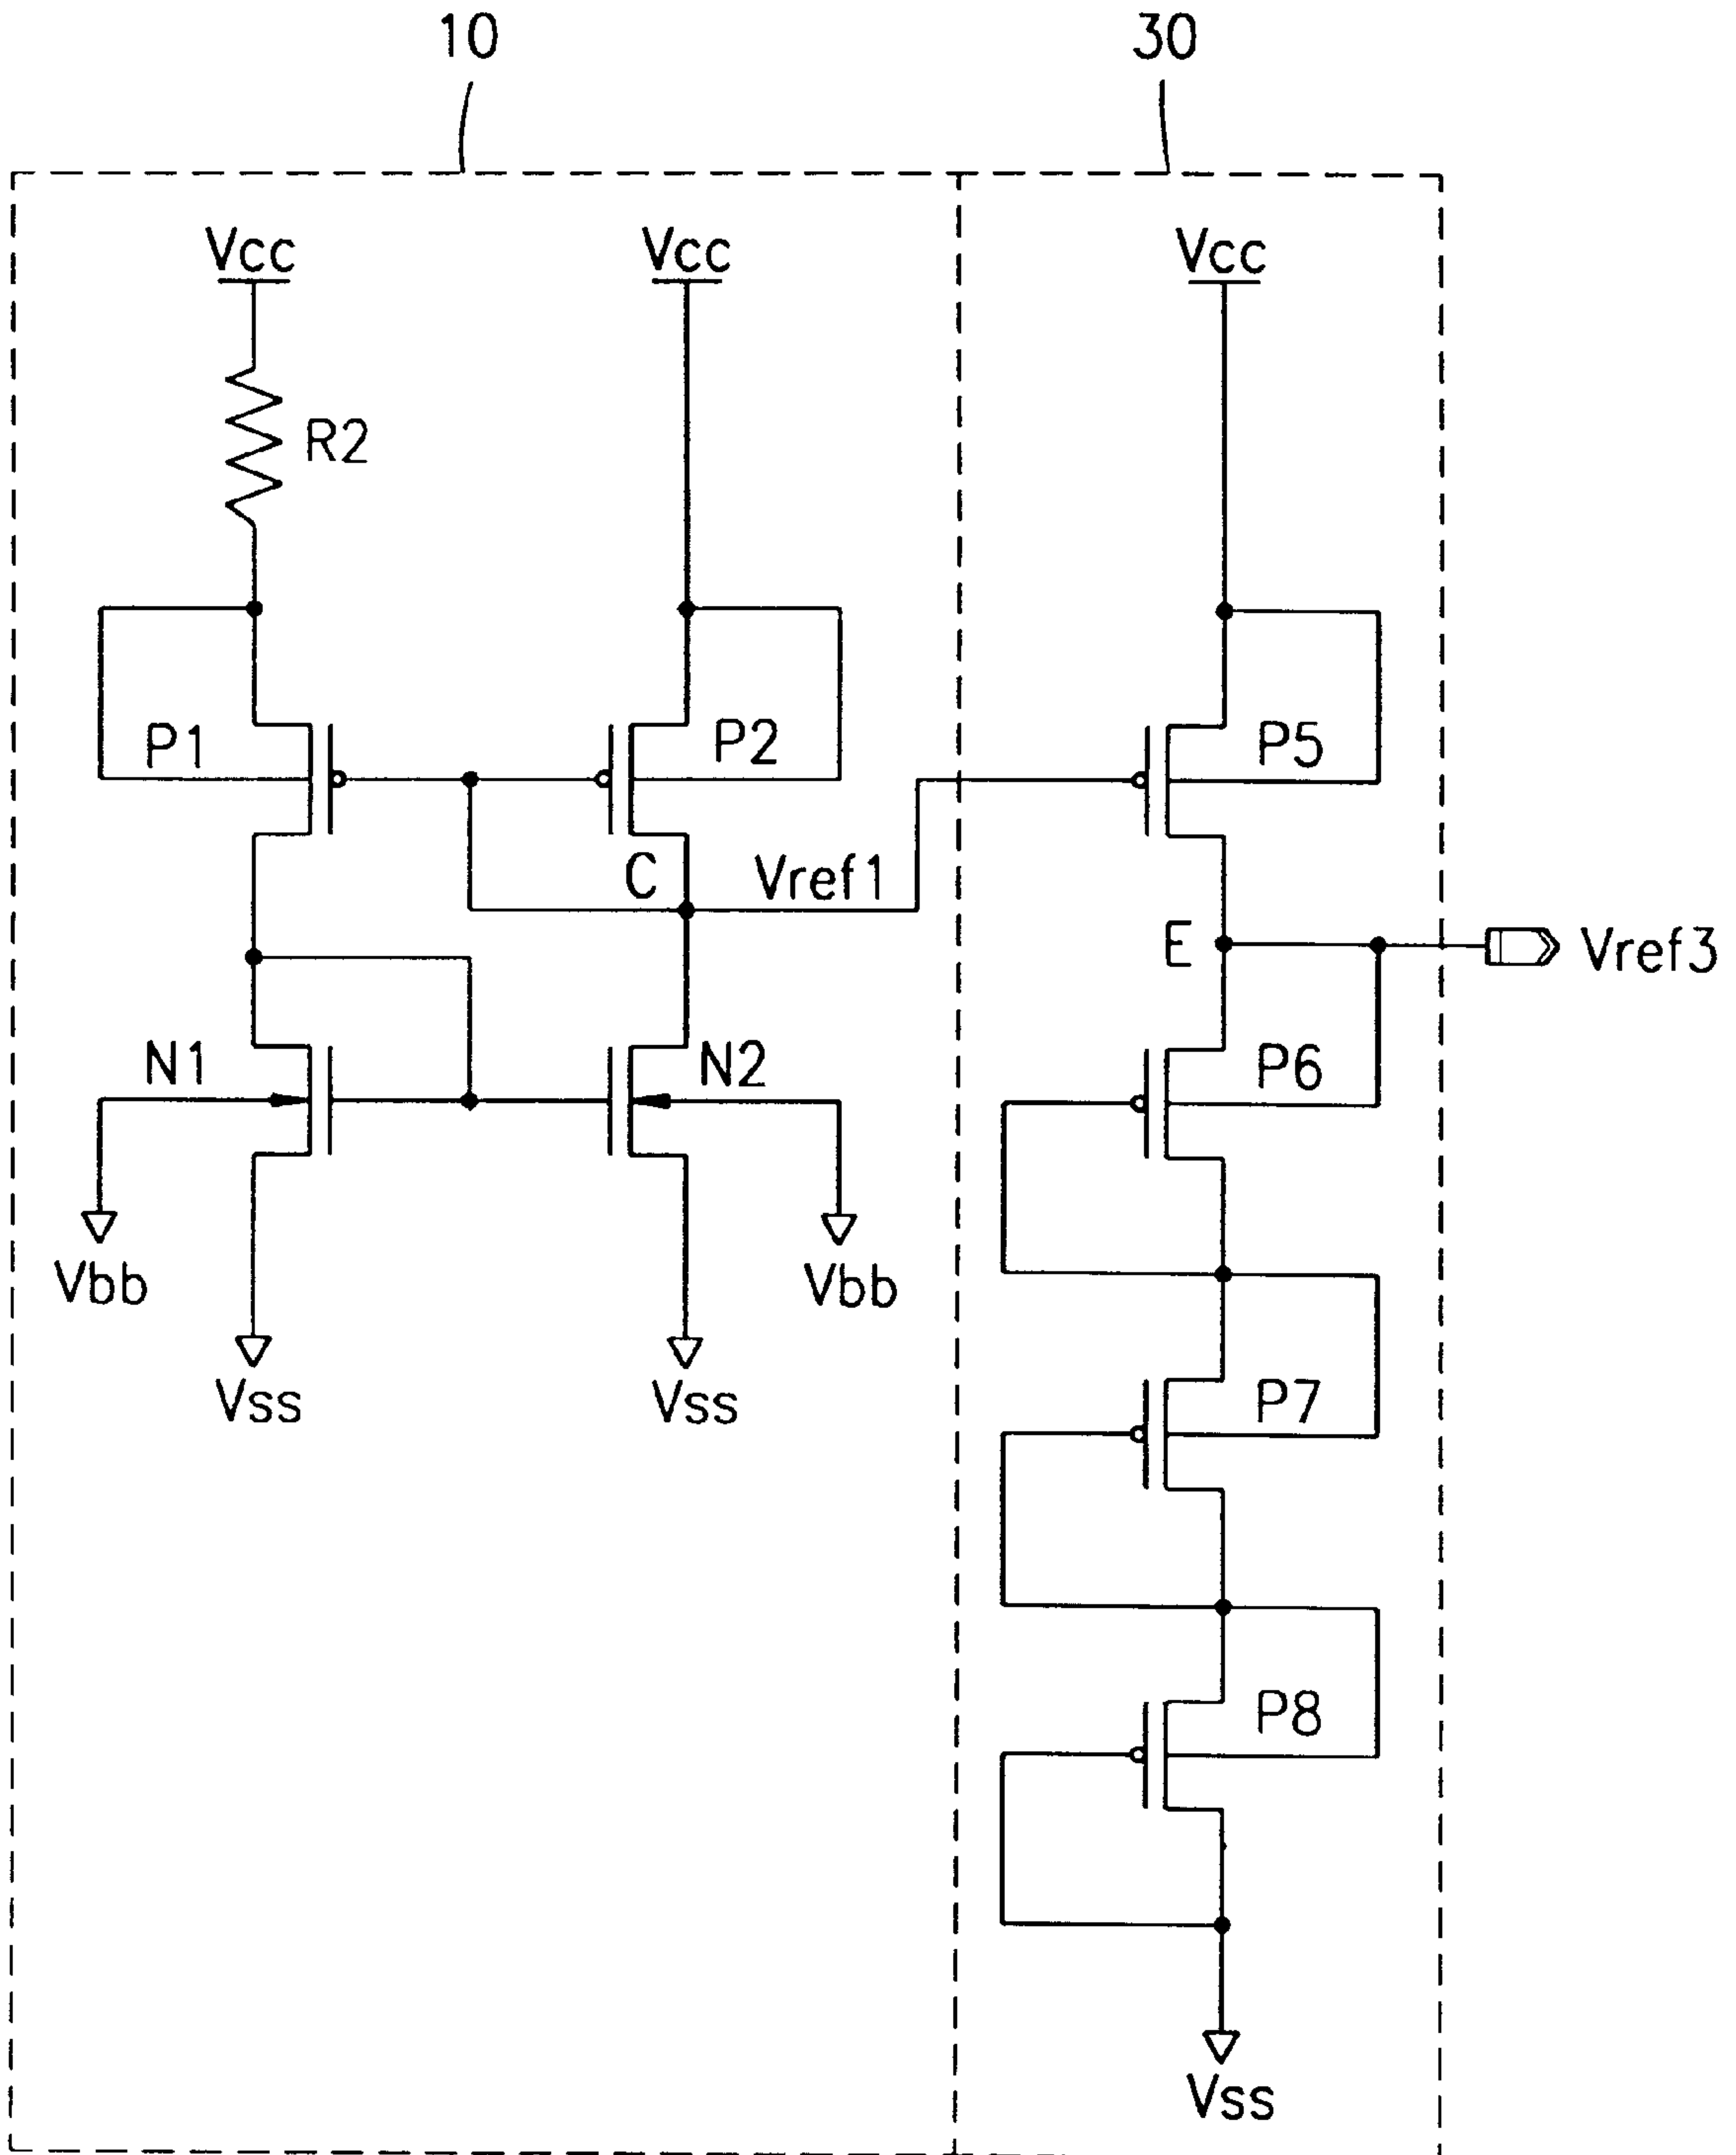 10 30
Vcc Vcc Vcc
R2
P1 P2 P5
C Vref1
E Vref3
N1 N2 P6
Vbb Vbb
Vss Vss P7
P8
Vss